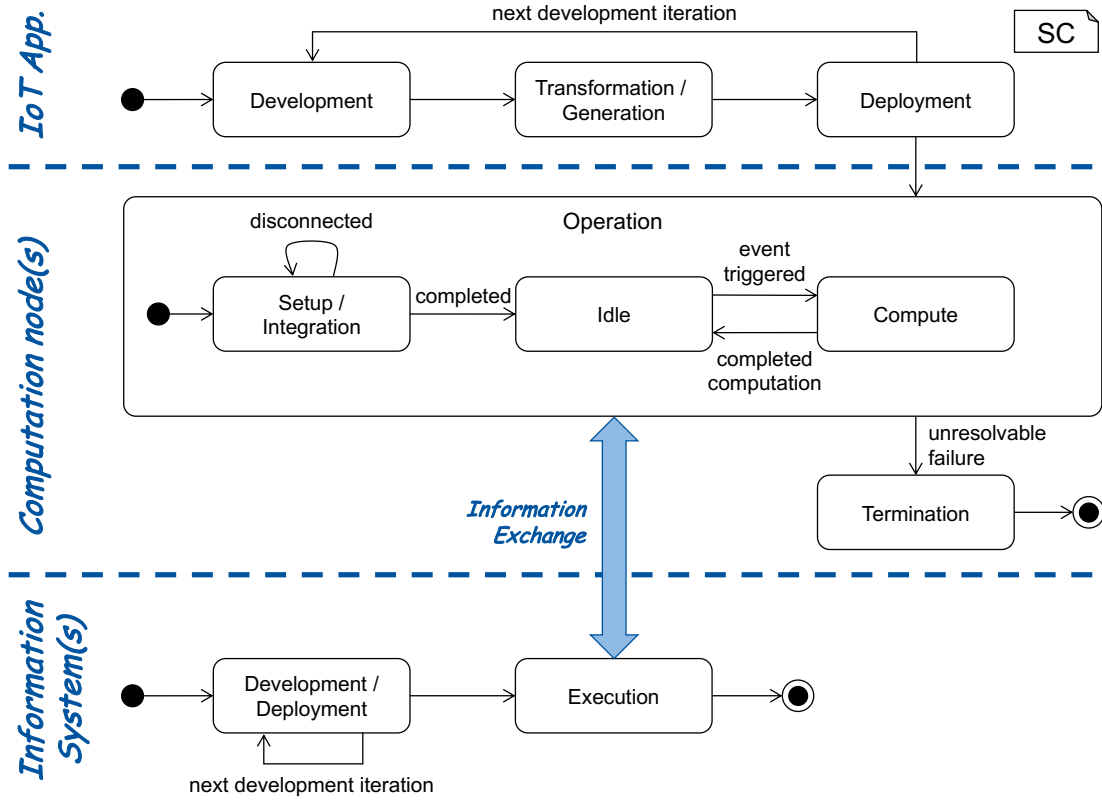 next development iteration
SC
IoT App.
Development
Transformation /
Generation
Deployment
Computation node(s)
Operation
disconnected
Setup /
Integration
completed
Idle
event
triggered
Compute
completed
computation
unresolvable
failure
Termination
Information
Exchange
Information
System(s)
Development /
Deployment
Execution
next development iteration